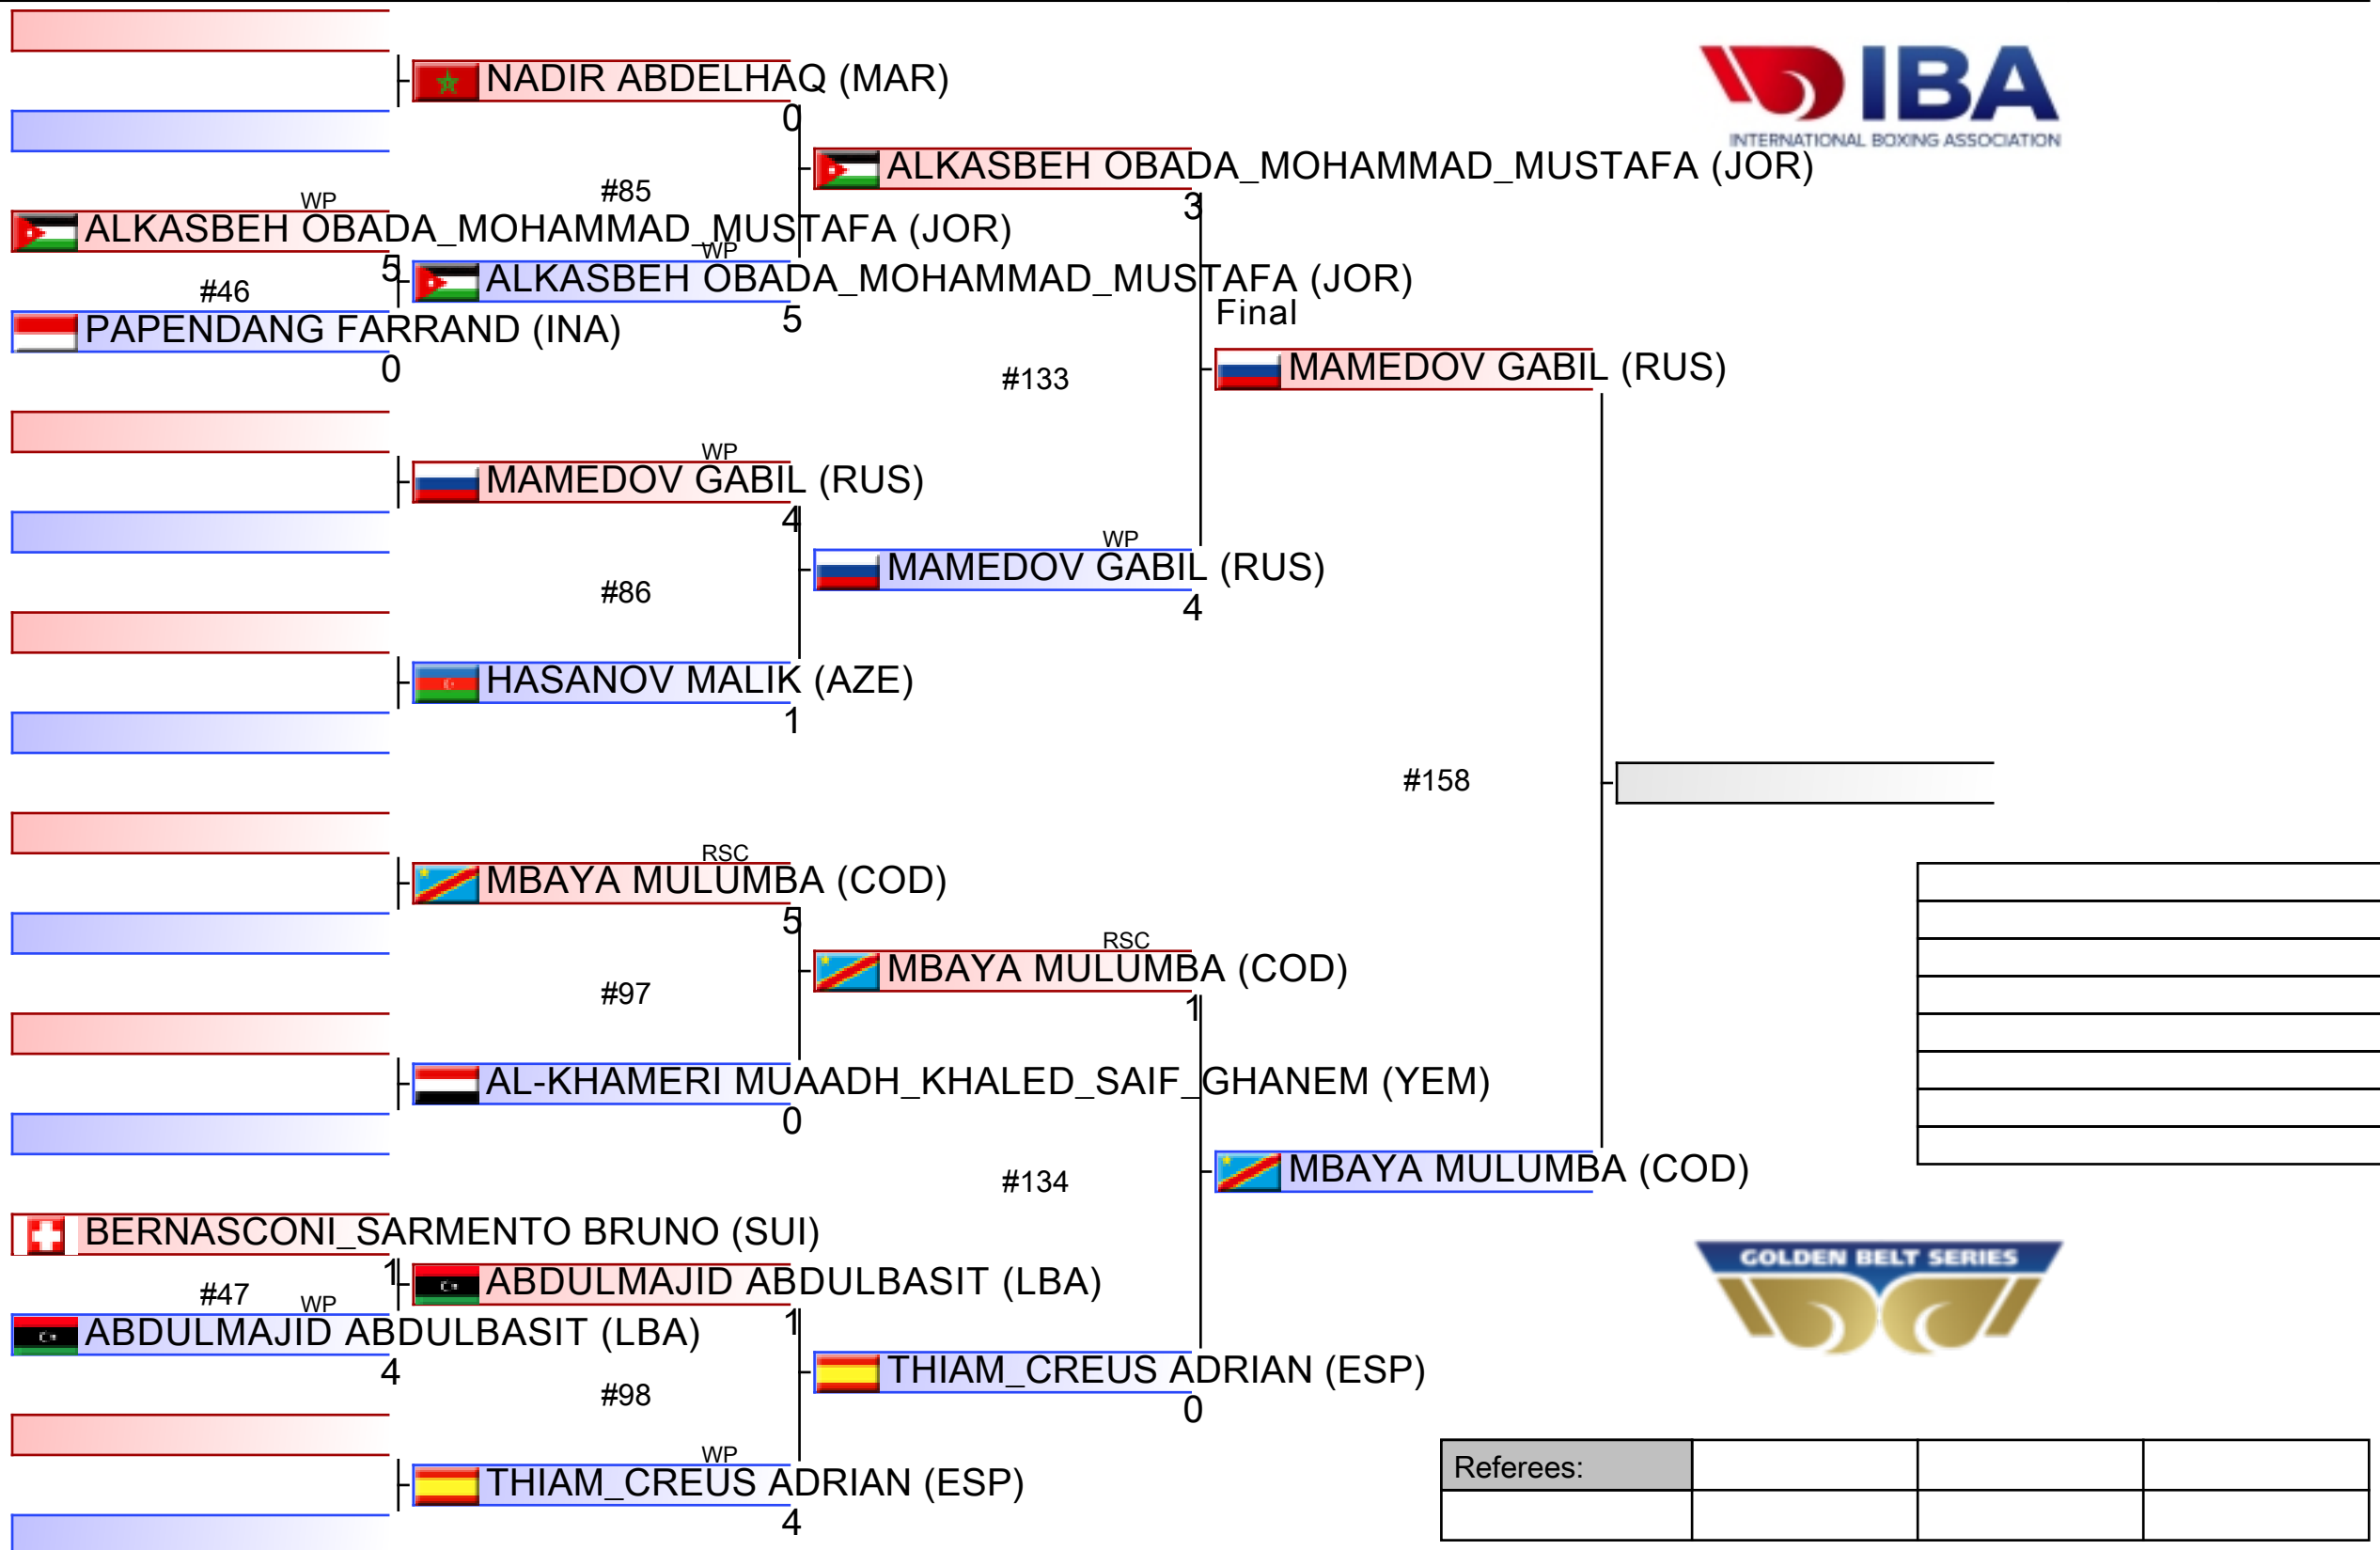 IBA
INTERNATIONAL BOXING ASSOCIATION
NADIR ABDELHAQ (MAR)
0
#85
ALKASBEH OBADA_MOHAMMAD_MUSTAFA (JOR)
3
WP
ALKASBEH OBADA_MOHAMMAD_MUSTAFA (JOR)
5
#46
PAPENDANG FARRAND (INA)
0
WP
ALKASBEH OBADA_MOHAMMAD_MUSTAFA (JOR)
5
Final
#133
MAMEDOV GABIL (RUS)
WP
MAMEDOV GABIL (RUS)
4
#86
WP
MAMEDOV GABIL (RUS)
4
HASANOV MALIK (AZE)
1
#158
RSC
MBAYA MULUMBA (COD)
5
#97
RSC
MBAYA MULUMBA (COD)
1
AL-KHAMERI MUAADH_KHALED_SAIF_GHANEM (YEM)
0
#134
MBAYA MULUMBA (COD)
BERNASCONI_SARMENTO BRUNO (SUI)
1
#47
WP
ABDULMAJID ABDULBASIT (LBA)
4
ABDULMAJID ABDULBASIT (LBA)
1
#98
THIAM_CREUS ADRIAN (ESP)
0
WP
THIAM_CREUS ADRIAN (ESP)
4
GOLDEN BELT SERIES
Referees: